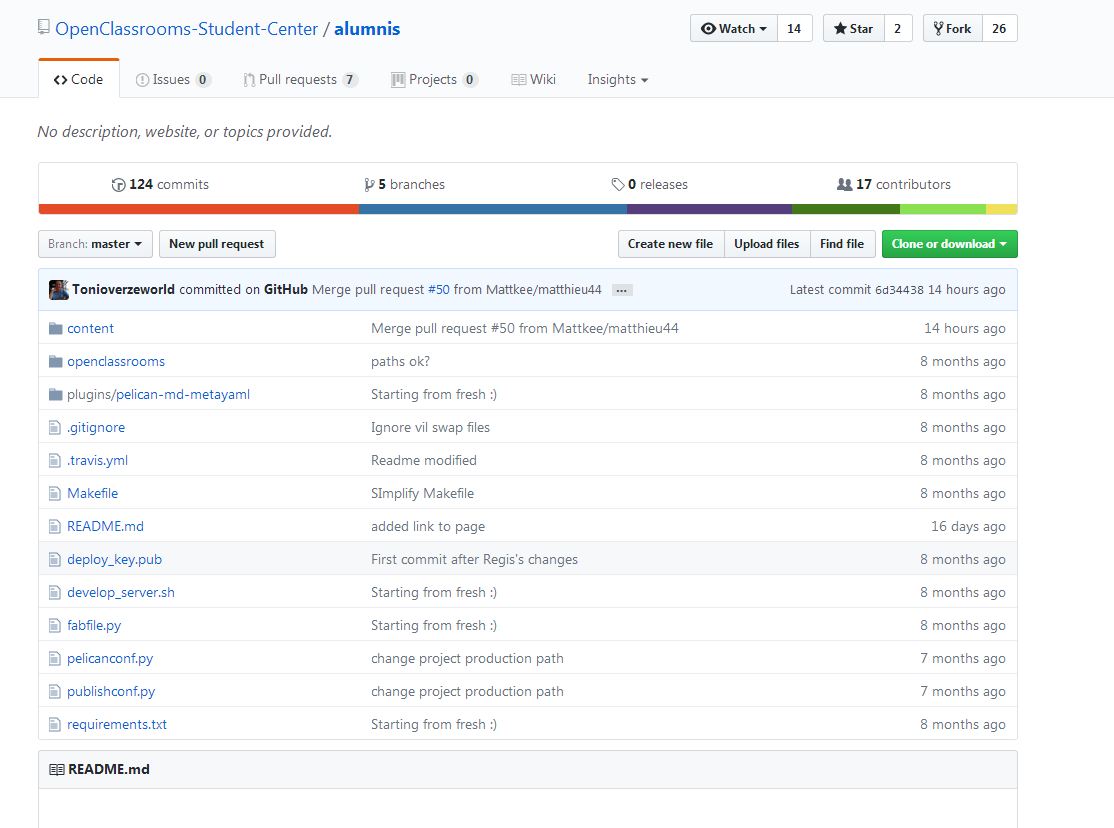 OpenClassrooms-Student-Center / alumnis
Watch 14 Star 2 Fork 26
Code Issues 0 Pull requests 7 Projects 0 Wiki Insights
No description, website, or topics provided.
124 commits 5 branches 0 releases 17 contributors
Branch: master New pull request Create new file Upload files Find file Clone or download
Tonioverzeworld committed on GitHub Merge pull request #50 from Mattkee/matthieu44 ... Latest commit 6d34438 14 hours ago
content Merge pull request #50 from Mattkee/matthieu44 14 hours ago
openclassrooms paths ok? 8 months ago
plugins/pelican-md-metayaml Starting from fresh :) 8 months ago
.gitignore Ignore vil swap files 8 months ago
.travis.yml Readme modified 8 months ago
Makefile SImplify Makefile 8 months ago
README.md added link to page 16 days ago
deploy_key.pub First commit after Regis's changes 8 months ago
develop_server.sh Starting from fresh :) 8 months ago
fabfile.py Starting from fresh :) 8 months ago
pelicanconf.py change project production path 7 months ago
publishconf.py change project production path 7 months ago
requirements.txt Starting from fresh :) 8 months ago
README.md